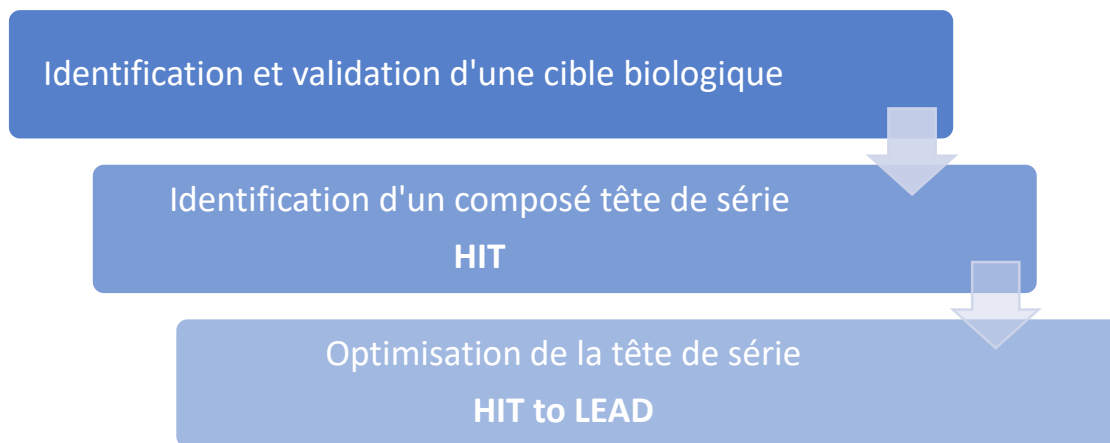 Identification et validation d'une cible biologique
Identification d'un composé tête de série
HIT
Optimisation de la tête de série
HIT to LEAD